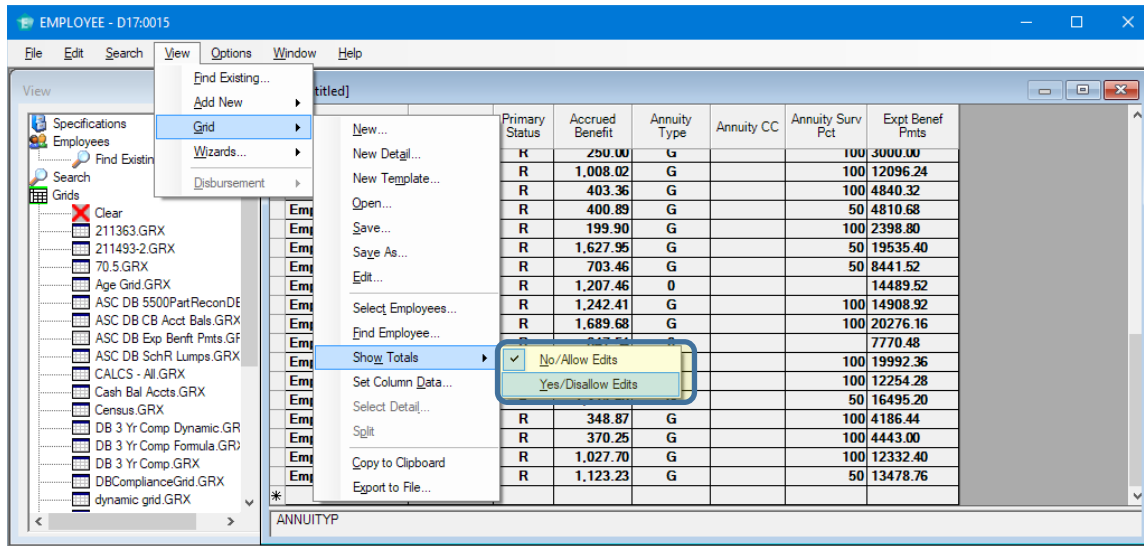 EMPLOYEE - D17:0015
File Edit Search View Options Window Help
View
Specifications
Employees
Find Existin
Search
Grids
Clear
211363.GRX
211493-2.GRX
70.5.GRX
Age Grid.GRX
ASC DB 5500PartReconDE
ASC DB CB Acct Bals.GRX
ASC DB Exp Benft Pmts.GF
ASC DB SchR Lumps.GRX
CALCS - All.GRX
Cash Bal Accts.GRX
Census.GRX
DB 3 Yr Comp Dynamic.GR
DB 3 Yr Comp Formula.GRX
DB 3 Yr Comp.GRX
DBComplianceGrid.GRX
dynamic grid.GRX
Find Existing...
Add New
Grid
Wizards...
Disbursement
New...
New Detail...
New Template...
Open...
Save...
Save As...
Edit...
Select Employees...
Find Employee...
Show Totals
Set Column Data...
Select Detail...
Split
Copy to Clipboard
Export to File...
No/Allow Edits
Yes/Disallow Edits
titled]
Primary Status Accrued Benefit Annuity Type Annuity CC Annuity Surv Pct Expt Benef Pmts
R 250.00 G 100 3000.00
R 1,008.02 G 100 12096.24
R 403.36 G 100 4840.32
Emp R 400.89 G 50 4810.68
Emp R 199.90 G 100 2398.80
Emp R 1,627.95 G 50 19535.40
Emp R 703.46 G 50 8441.52
Emp R 1,207.46 0 14489.52
Emp R 1,242.41 G 100 14908.92
Emp R 1,689.68 G 100 20276.16
Emp 7770.48
Emp 100 19992.36
Emp 100 12254.28
Emp 50 16495.20
Emp R 348.87 G 100 4186.44
Emp R 370.25 G 100 4443.00
Emp R 1,027.70 G 100 12332.40
Emp R 1,123.23 G 50 13478.76
*
ANNUITYP